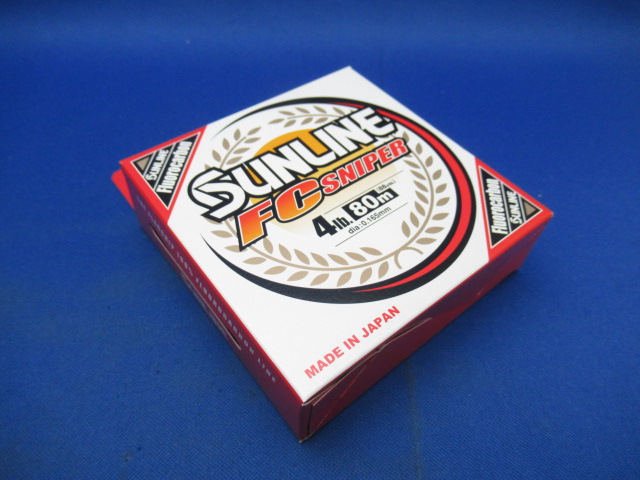 SUNLINE
FC SNIPER
4lb. 80m
dia:0.165mm
MADE IN JAPAN
SUNLINE
Fluorocarbon
Fluorocarbon
SUNLINE